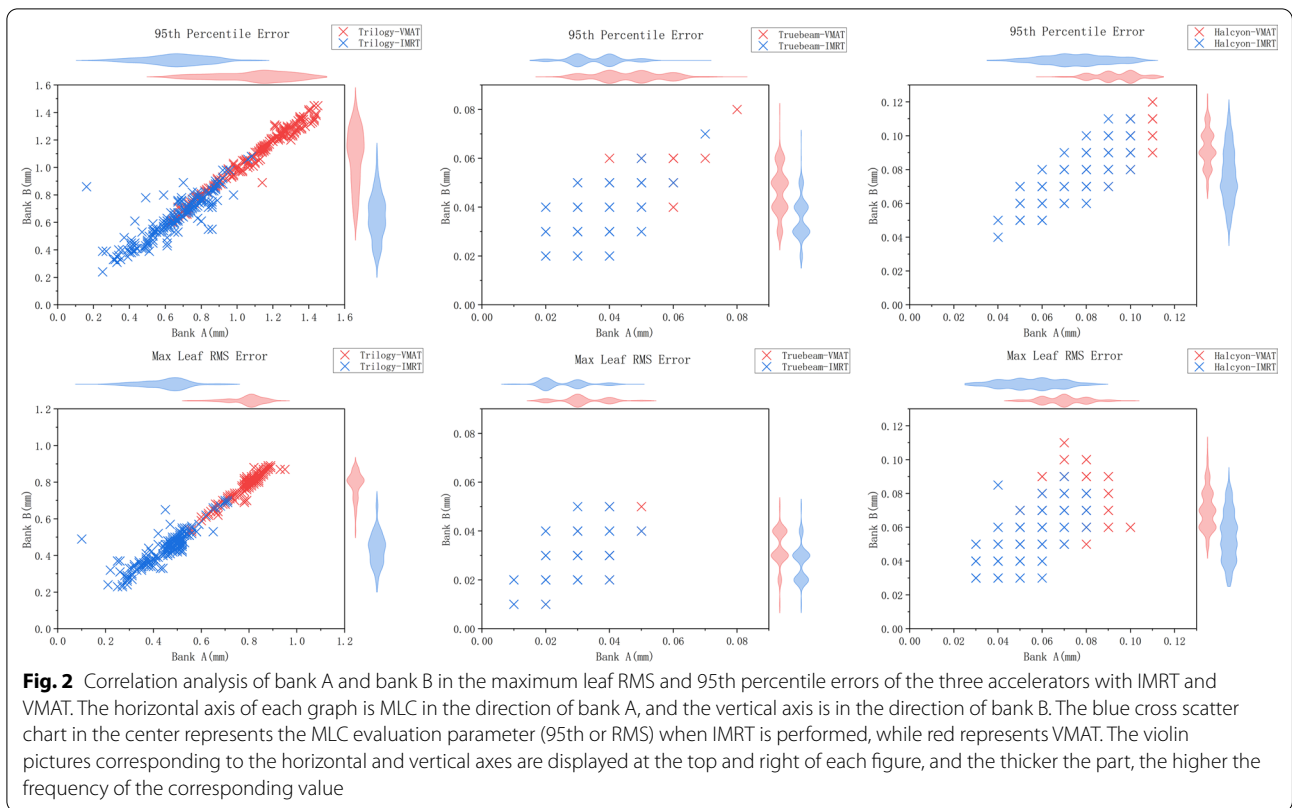 95th Percentile Error
Trilogy-VMAT
Trilogy-IMRT
1.6
1.4
1.2
1.0
0.8
0.6
0.4
0.2
0.0
Bank B(mm)
0.0 0.2 0.4 0.6 0.8 1.0 1.2 1.4 1.6
Bank A(mm)
95th Percentile Error
Truebeam-VMAT
Truebeam-IMRT
0.08
0.06
0.04
0.02
0.00
Bank B(mm)
0.00 0.02 0.04 0.06 0.08
Bank A(mm)
95th Percentile Error
Halcyon-VMAT
Halcyon-IMRT
0.12
0.10
0.08
0.06
0.04
0.02
0.00
Bank B(mm)
0.00 0.02 0.04 0.06 0.08 0.10 0.12
Bank A(mm)
Max Leaf RMS Error
Trilogy-VMAT
Trilogy-IMRT
1.2
1.0
0.8
0.6
0.4
0.2
0.0
Bank B(mm)
0.0 0.2 0.4 0.6 0.8 1.0 1.2
Bank A(mm)
Max Leaf RMS Error
Truebeam-VMAT
Truebeam-IMRT
0.08
0.06
0.04
0.02
0.00
Bank B(mm)
0.00 0.02 0.04 0.06 0.08
Bank A(mm)
Max Leaf RMS Error
Halcyon-VMAT
Halcyon-IMRT
0.12
0.10
0.08
0.06
0.04
0.02
0.00
Bank B(mm)
0.00 0.02 0.04 0.06 0.08 0.10 0.12
Bank A(mm)
Fig. 2 Correlation analysis of bank A and bank B in the maximum leaf RMS and 95th percentile errors of the three accelerators with IMRT and
VMAT. The horizontal axis of each graph is MLC in the direction of bank A, and the vertical axis is in the direction of bank B. The blue cross scatter
chart in the center represents the MLC evaluation parameter (95th or RMS) when IMRT is performed, while red represents VMAT. The violin
pictures corresponding to the horizontal and vertical axes are displayed at the top and right of each figure, and the thicker the part, the higher the
frequency of the corresponding value